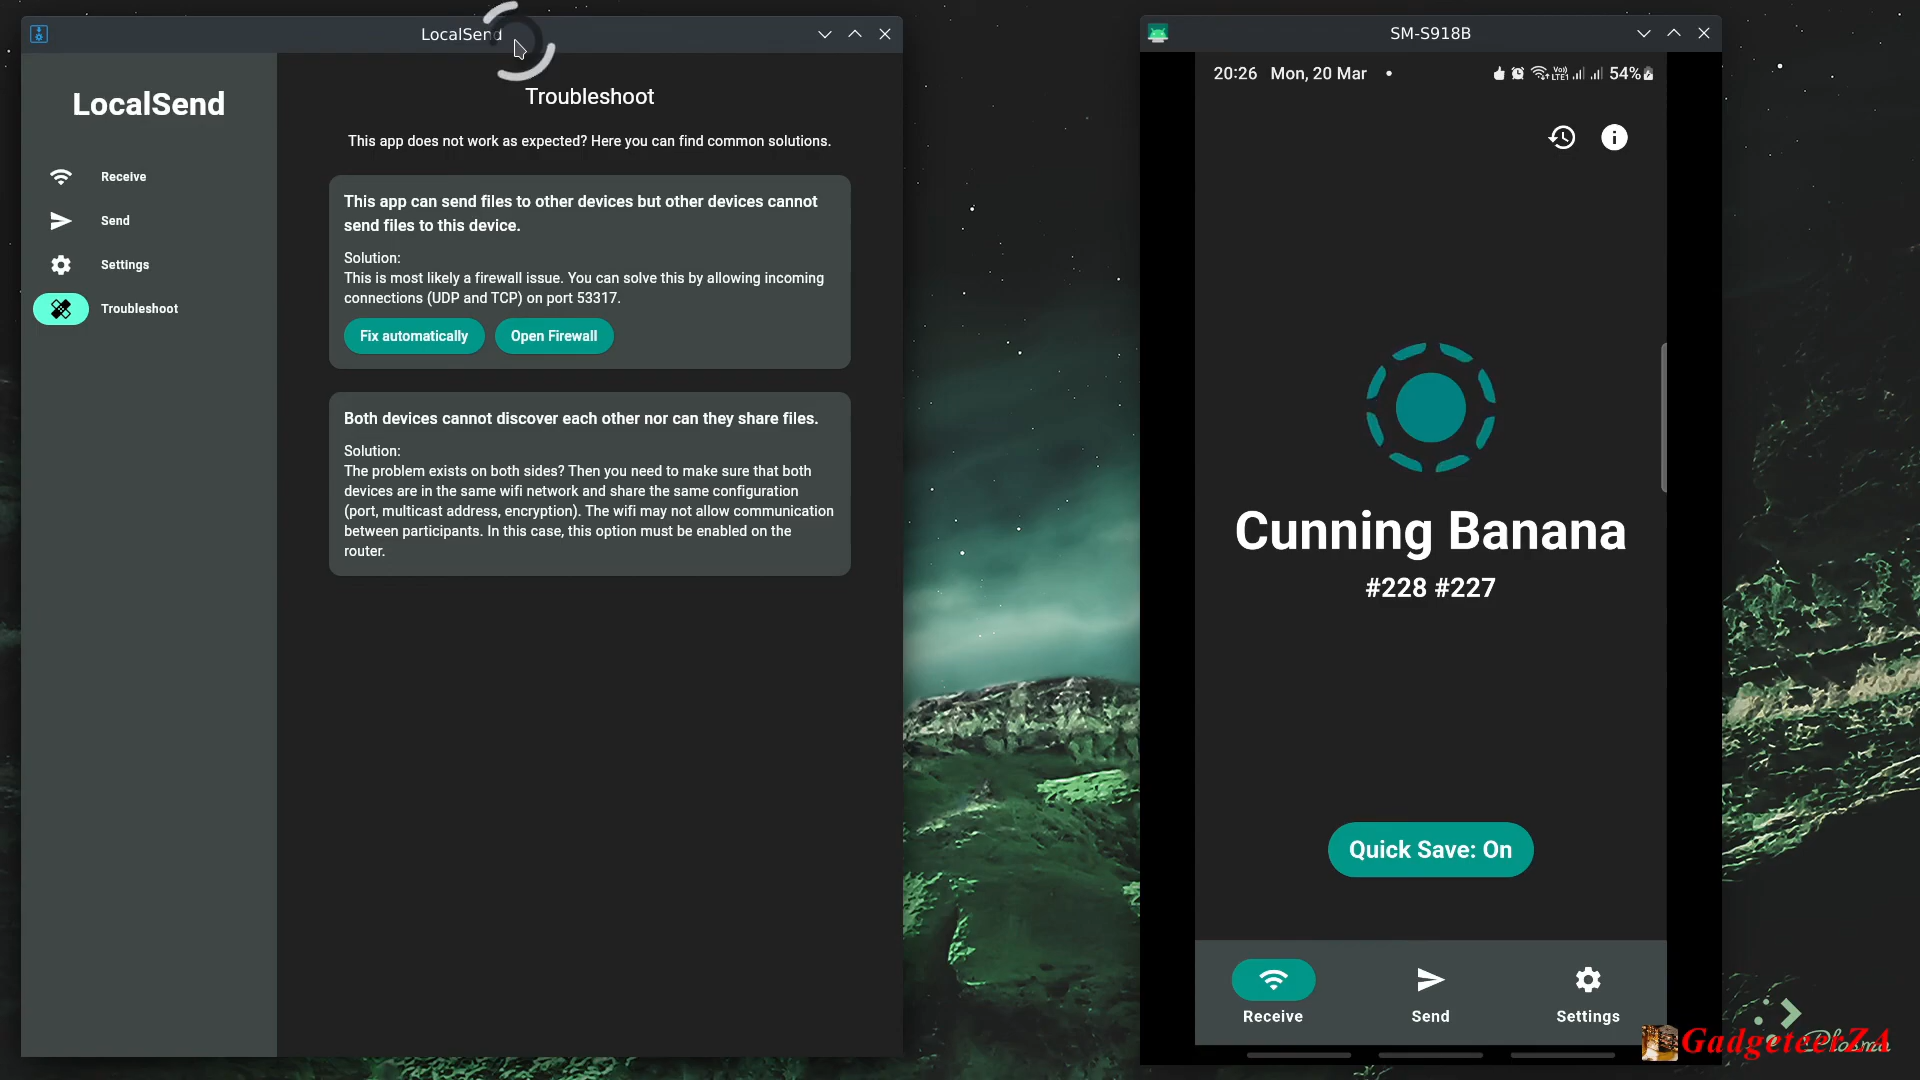 LocalSend
LocalSend
Receive
Send
Settings
Troubleshoot
Troubleshoot
This app does not work as expected? Here you can find common solutions.
This app can send files to other devices but other devices cannot
send files to this device.
Solution:
This is most likely a firewall issue. You can solve this by allowing incoming
connections (UDP and TCP) on port 53317.
Fix automatically
Open Firewall
Both devices cannot discover each other nor can they share files.
Solution:
The problem exists on both sides? Then you need to make sure that both
devices are in the same wifi network and share the same configuration
(port, multicast address, encryption). The wifi may not allow communication
between participants. In this case, this option must be enabled on the
router.
SM-S918B
20:26 Mon, 20 Mar
Vo)) LTE1 54%
Cunning Banana
#228 #227
Quick Save: On
Receive
Send
Settings
Plasma
GadgeteerZA